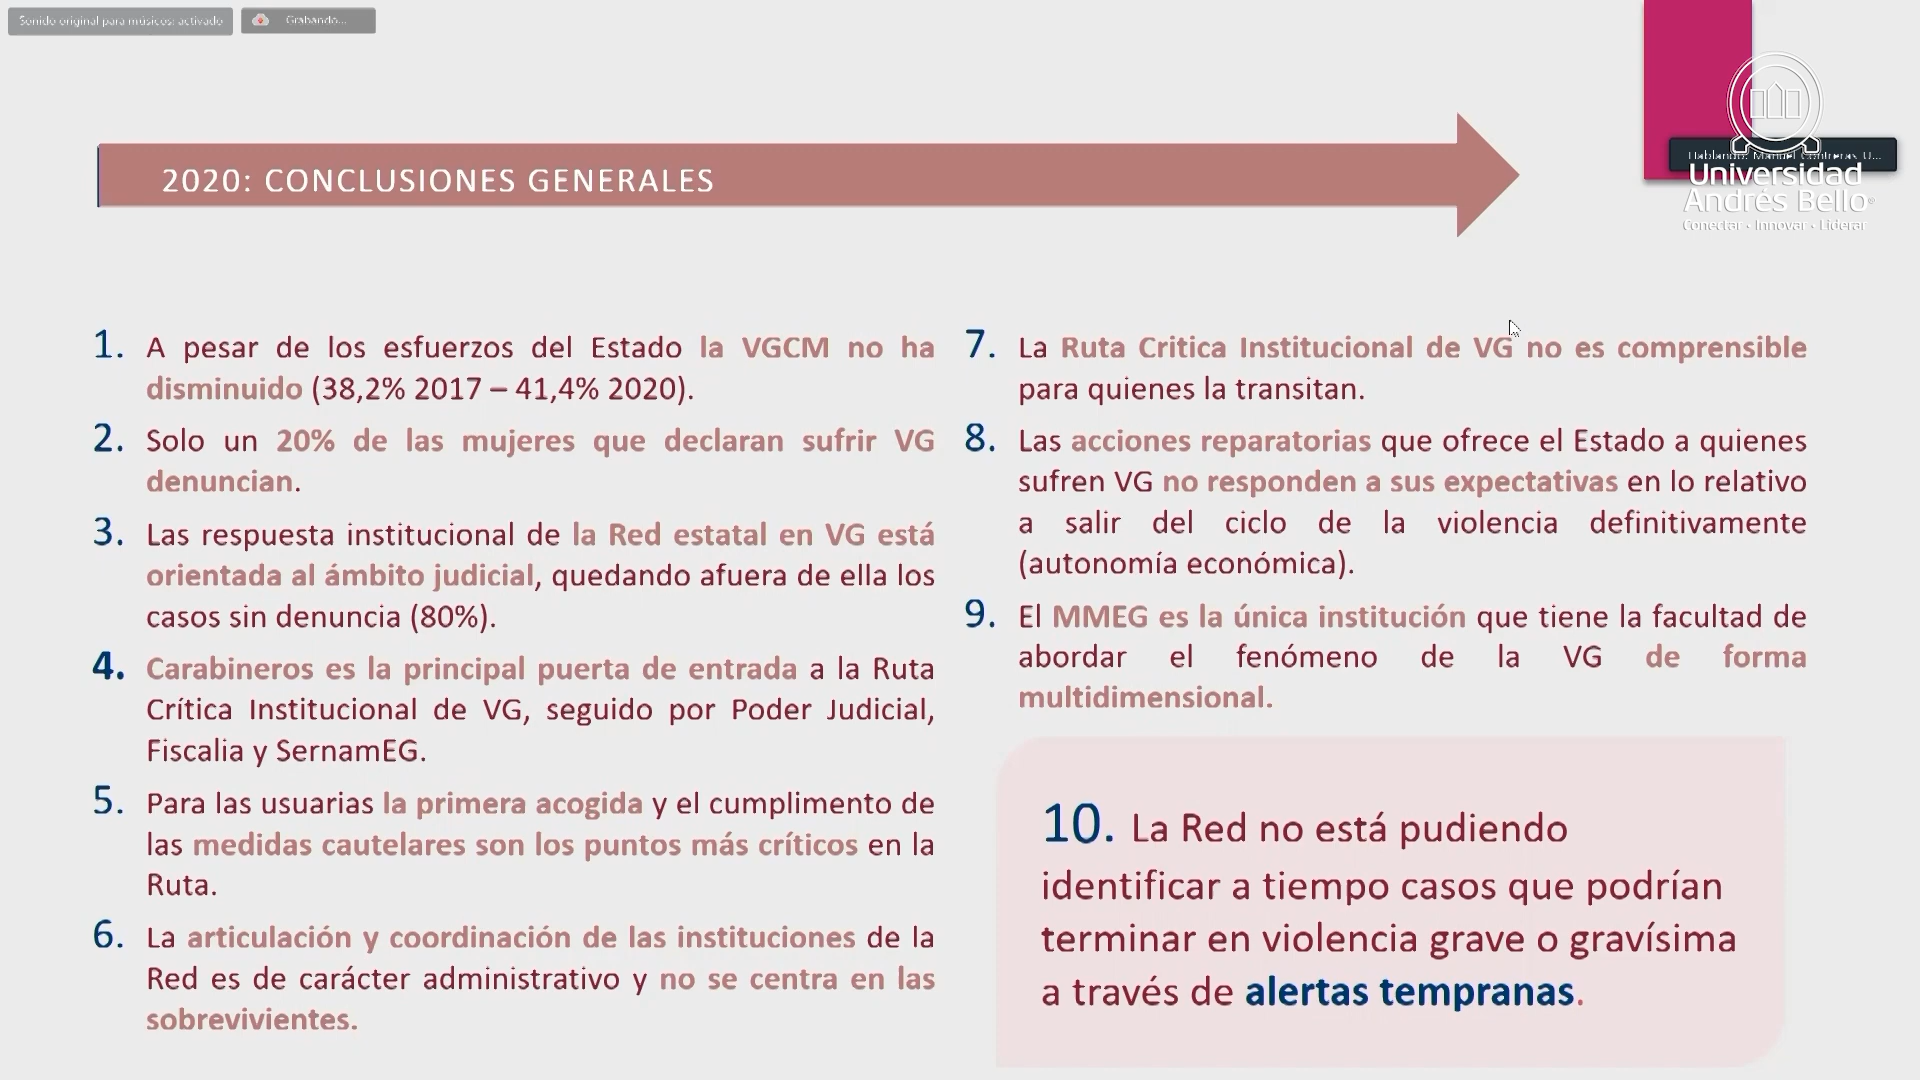 Sonido original para músicos: activado
Grabando...
2020: CONCLUSIONES GENERALES
Hablando: Manuel Contreras U...
Universidad
Andrés Bello
Conectar • Innovar • Liderar
1. A pesar de los esfuerzos del Estado la VGCM no ha
disminuido (38,2% 2017 – 41,4% 2020).
2. Solo un 20% de las mujeres que declaran sufrir VG
denuncian.
3. Las respuesta institucional de la Red estatal en VG está
orientada al ámbito judicial, quedando afuera de ella los
casos sin denuncia (80%).
4. Carabineros es la principal puerta de entrada a la Ruta
Crítica Institucional de VG, seguido por Poder Judicial,
Fiscalia y SernamEG.
5. Para las usuarias la primera acogida y el cumplimento de
las medidas cautelares son los puntos más críticos en la
Ruta.
6. La articulación y coordinación de las instituciones de la
Red es de carácter administrativo y no se centra en las
sobrevivientes.
7. La Ruta Critica Institucional de VG no es comprensible
para quienes la transitan.
8. Las acciones reparatorias que ofrece el Estado a quienes
sufren VG no responden a sus expectativas en lo relativo
a salir del ciclo de la violencia definitivamente
(autonomía económica).
9. El MMEG es la única institución que tiene la facultad de
abordar el fenómeno de la VG de forma
multidimensional.
10. La Red no está pudiendo
identificar a tiempo casos que podrían
terminar en violencia grave o gravísima
a través de alertas tempranas.